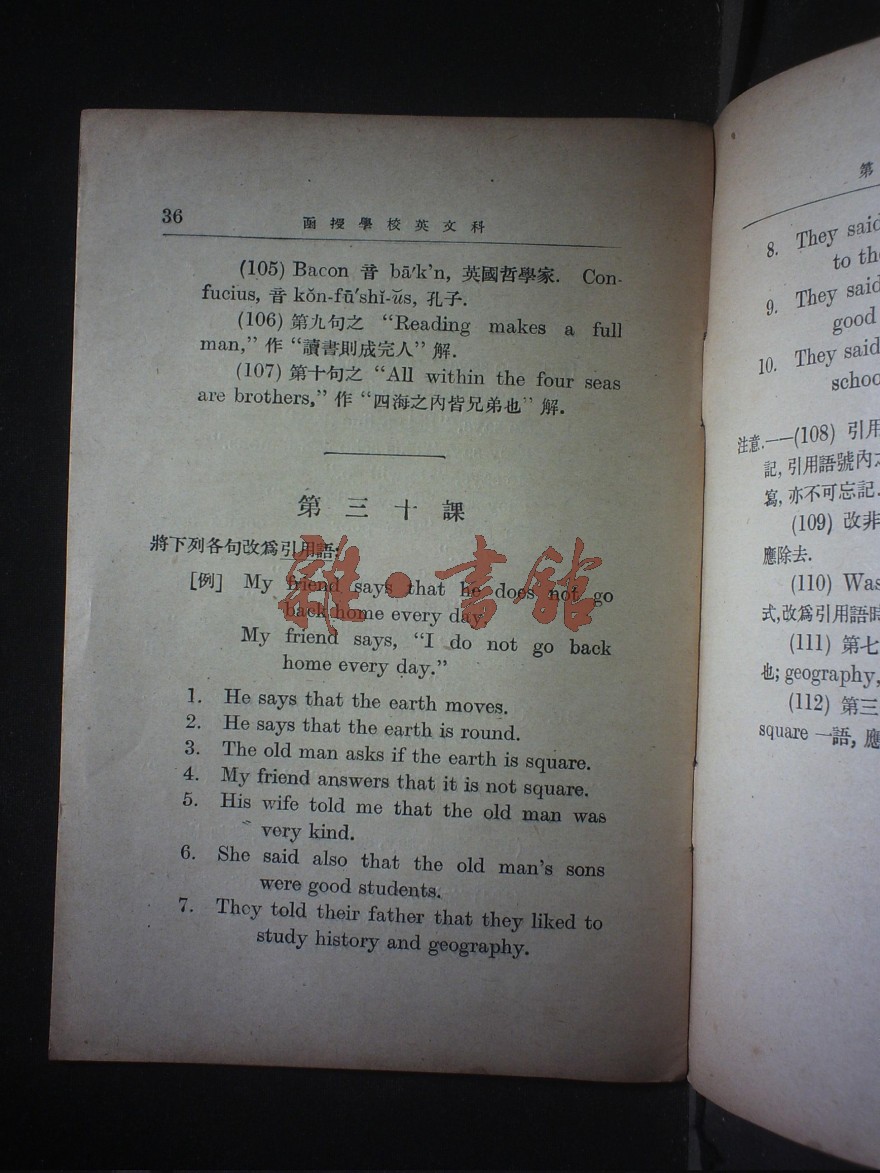 36
函授學校英文科
(105) Bacon 音 bā′k'n, 英國哲學家. Con-
fucius, 音 kŏn-fū′shĭ-ŭs, 孔子.
(106) 第九句之 “Reading makes a full
man,” 作 “讀書則成完人” 解.
(107) 第十句之 “All within the four seas
are brothers,” 作 “四海之內皆兄弟也” 解.
第三十課
將下列各句改爲引用語:
[例] My friend says that he does not go
back home every day.
My friend says, “I do not go back
home every day.”
1. He says that the earth moves.
2. He says that the earth is round.
3. The old man asks if the earth is square.
4. My friend answers that it is not square.
5. His wife told me that the old man was
very kind.
6. She said also that the old man's sons
were good students.
7. They told their father that they liked to
study history and geography.
雜·書館
第
8. They said
to the
9. They said
good
10. They said
schoo
注意.——(108) 引用
記, 引用語號內之
寫, 亦不可忘記.
(109) 改非
應除去.
(110) Was
式, 改爲引用語時
(111) 第七
也; geography,
(112) 第三
square 一語, 應